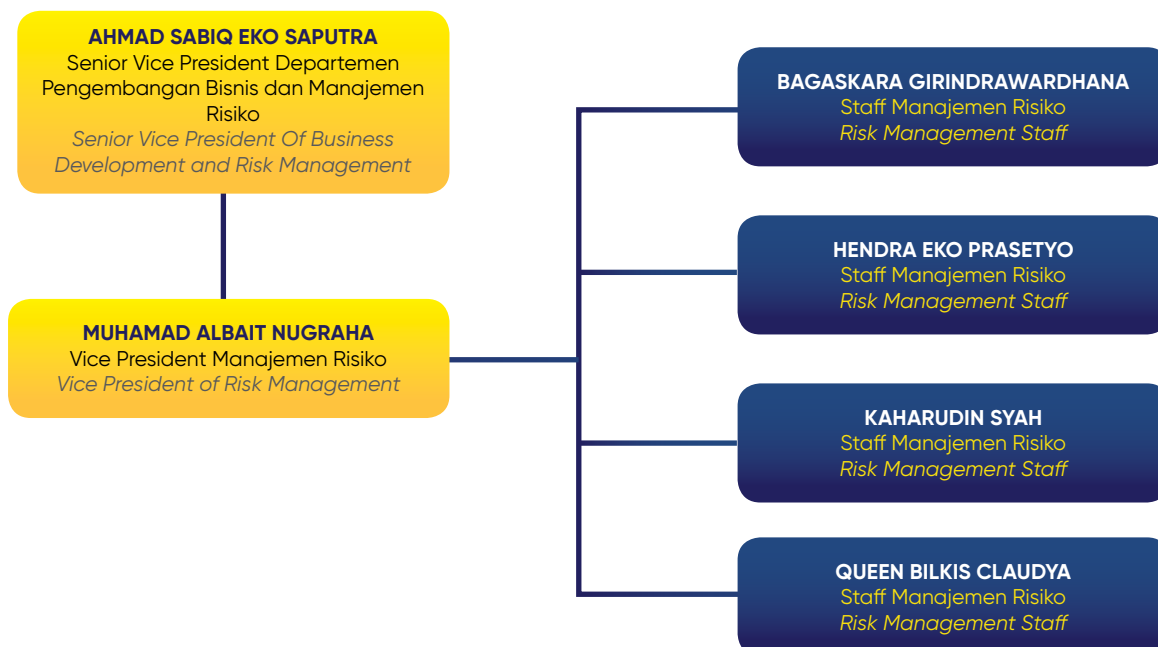 AHMAD SABIQ EKO SAPUTRA
Senior Vice President Departemen
Pengembangan Bisnis dan Manajemen
Risiko
Senior Vice President Of Business
Development and Risk Management
MUHAMAD ALBAIT NUGRAHA
Vice President Manajemen Risiko
Vice President of Risk Management
BAGASKARA GIRINDRAWARDHANA
Staff Manajemen Risiko
Risk Management Staff
HENDRA EKO PRASETYO
Staff Manajemen Risiko
Risk Management Staff
KAHARUDIN SYAH
Staff Manajemen Risiko
Risk Management Staff
QUEEN BILKIS CLAUDYA
Staff Manajemen Risiko
Risk Management Staff